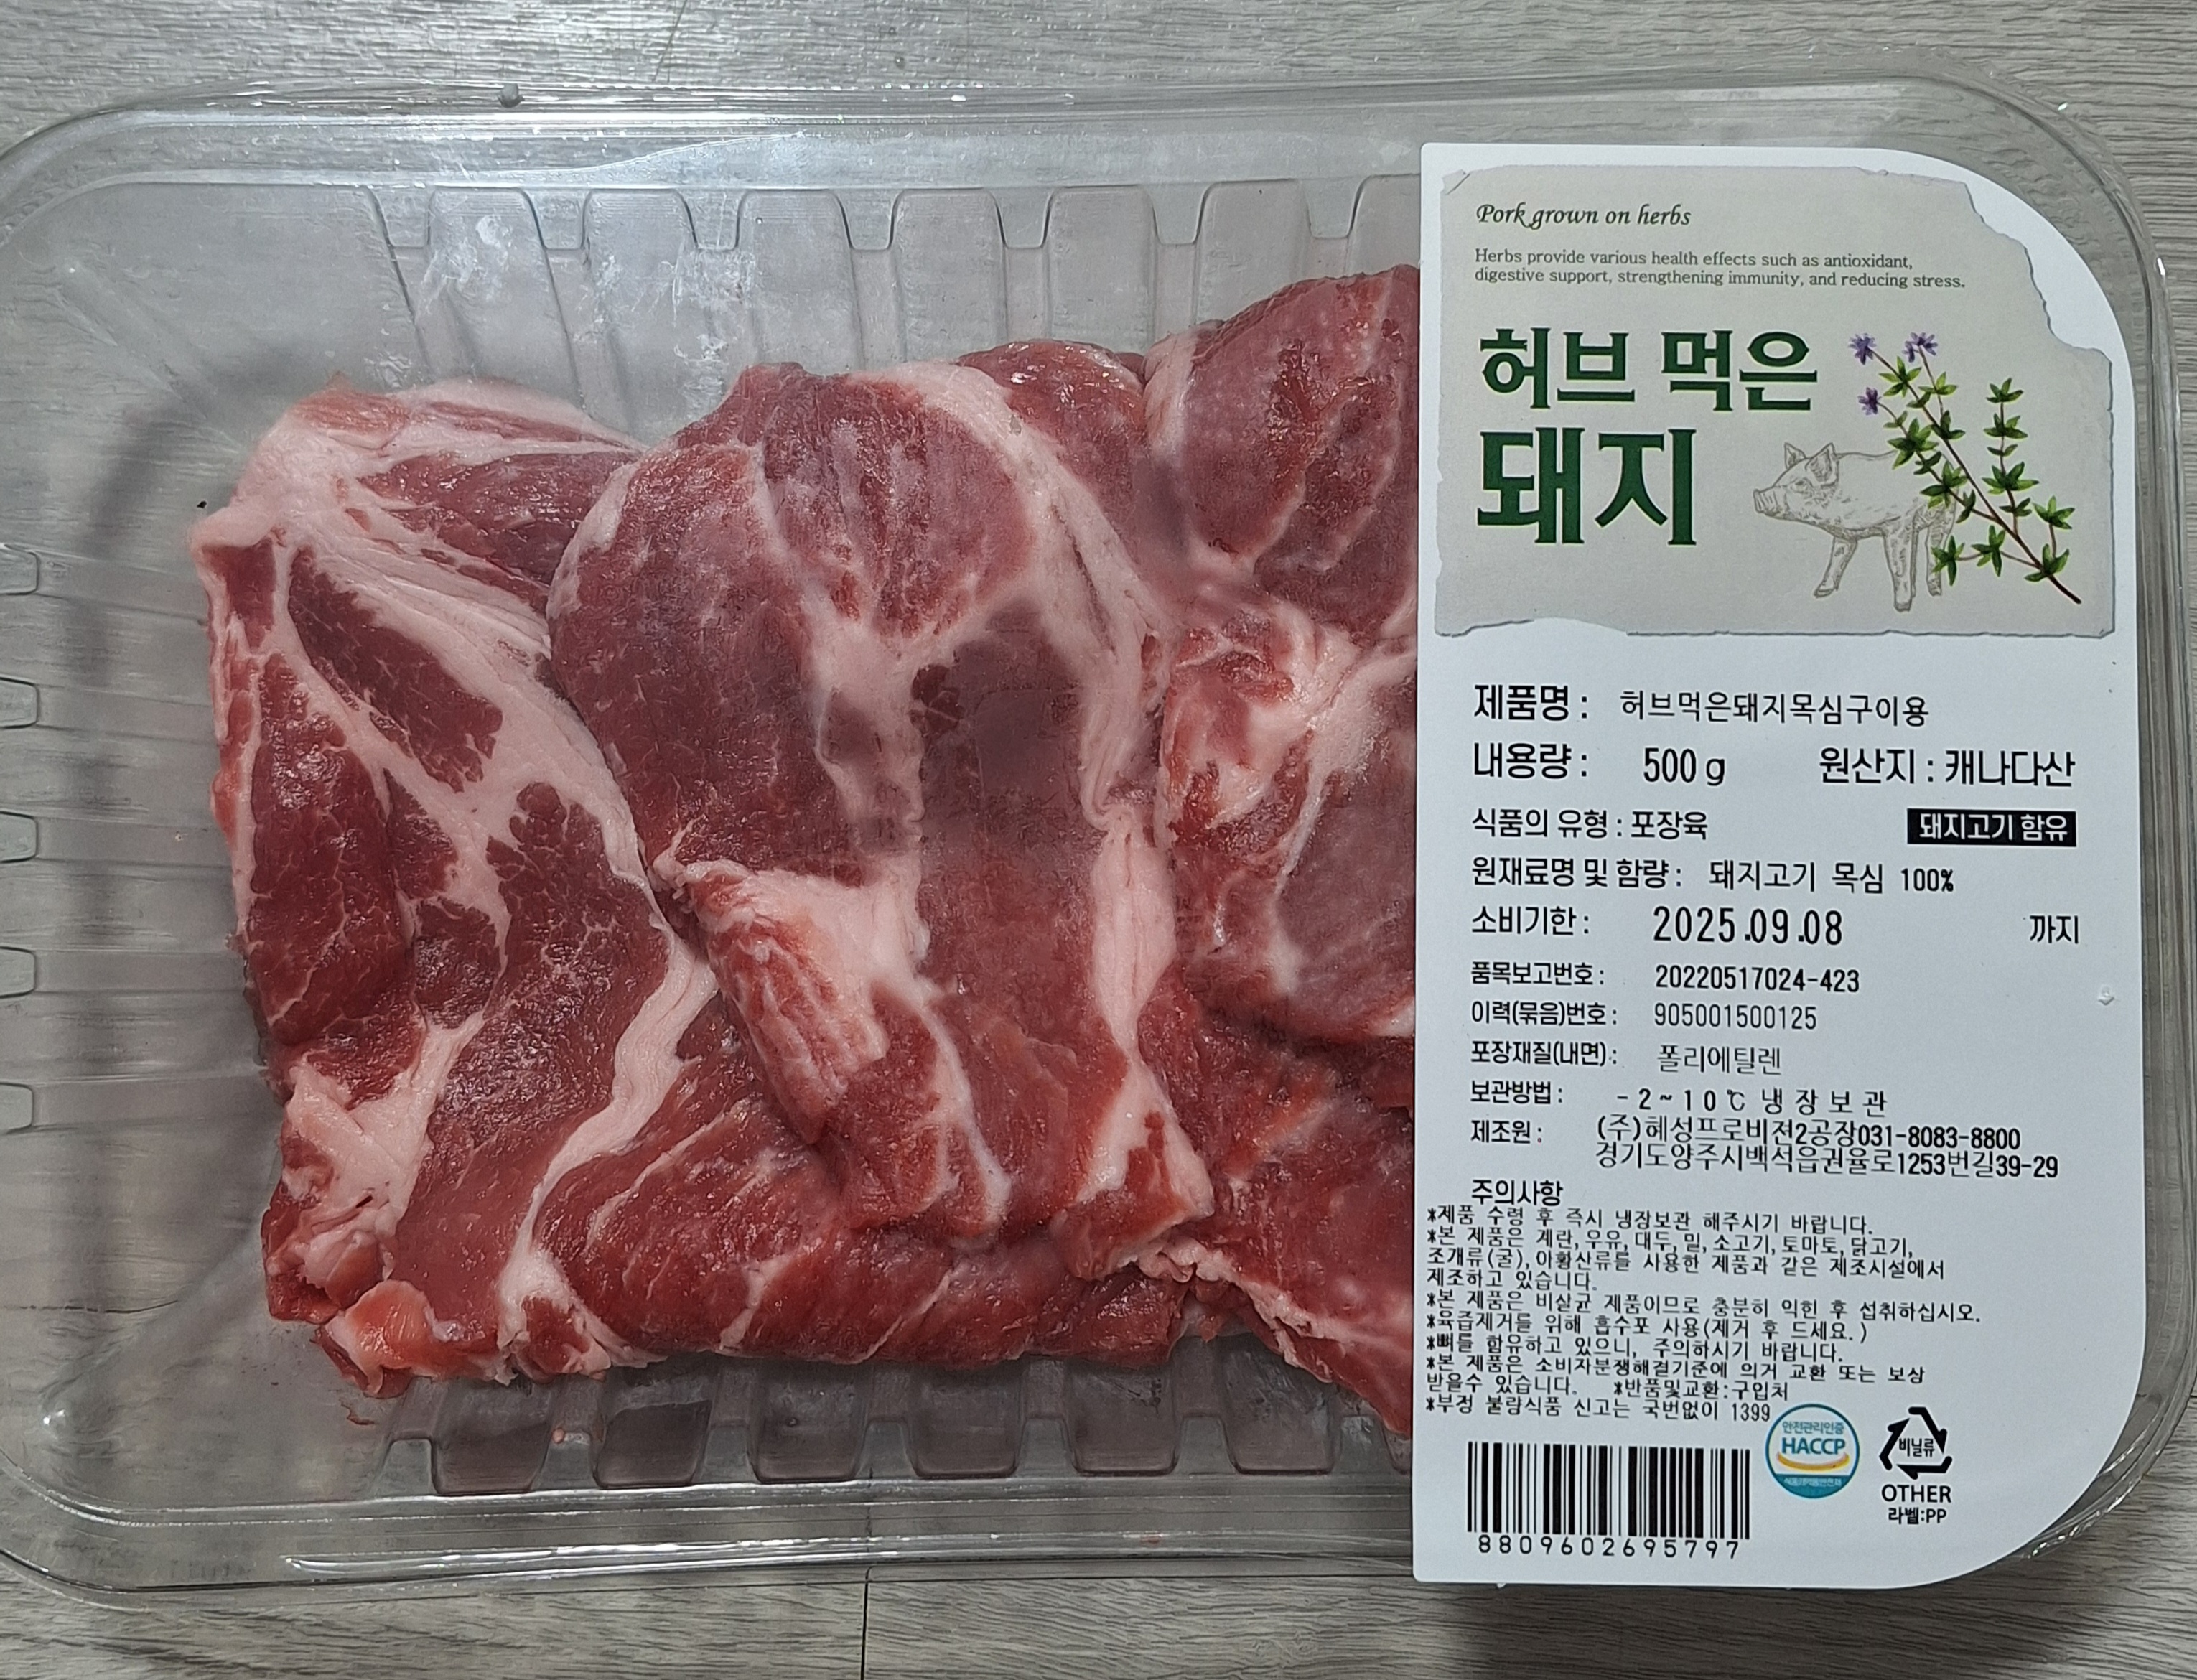 Pork grown on herbs
Herbs provide various health effects such as antioxidant,
digestive support, strengthening immunity, and reducing stress.
허브 먹은
돼지
제품명 : 허브먹은돼지목심구이용
내용량 : 500 g 원산지 : 캐나다산
식품의 유형 : 포장육 돼지고기 함유
원재료명 및 함량 : 돼지고기 목심 100%
소비기한 : 2025.09.08 까지
품목보고번호 : 20220517024-423
이력(묶음)번호 : 905001500125
포장재질(내면) : 폴리에틸렌
보관방법 : -2~10℃ 냉장보관
제조원 : (주)혜성프로비젼2공장031-8083-8800
경기도양주시백석읍권율로1253번길39-29
주의사항
*제품 수령 후 즉시 냉장보관 해주시기 바랍니다.
*본 제품은 계란,우유,대두,밀,소고기,토마토,닭고기,
조개류(굴),아황산류를 사용한 제품과 같은 제조시설에서
제조하고 있습니다.
*본 제품은 비살균 제품이므로 충분히 익힌 후 섭취하십시오.
*육즙제거를 위해 흡수포 사용(제거 후 드세요.)
*뼈를 함유하고 있으니, 주의하시기 바랍니다.
*본 제품은 소비자분쟁해결기준에 의거 교환 또는 보상
받을수 있습니다. *반품및교환:구입처
*부정 불량식품 신고는 국번없이 1399
안전관리인증
HACCP
비닐류
OTHER
라벨:PP
8809602695797